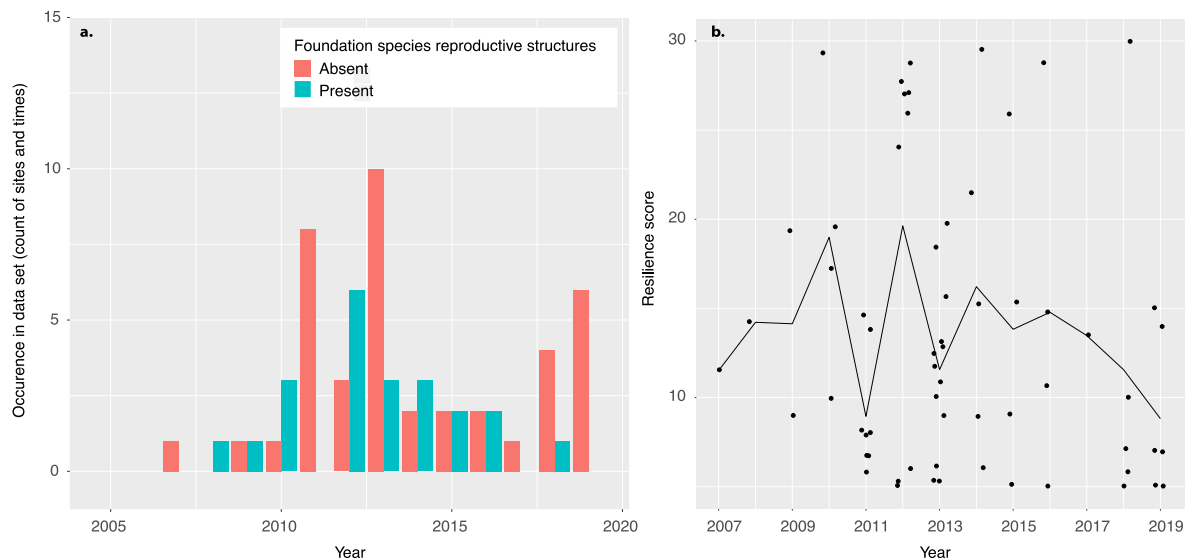 a.
Foundation species reproductive structures
Absent
Present
15
10
5
0
2005 2010 2015 2020
Year
Occurence in data set (count of sites and times)
b.
30
20
10
2007 2009 2011 2013 2015 2017 2019
Year
Resilience score